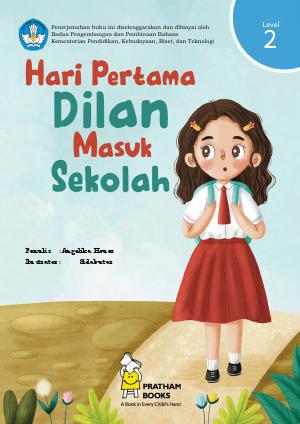 Penerjemahan buku ini diselenggarakan dan dibiayai oleh
Badan Pengembangan dan Pembinaan Bahasa
Kementerian Pendidikan, Kebudayaan, Riset, dan Teknologi
Level
2
Hari Pertama
Dilan
Masuk
Sekolah
Penulis : Angelika
Ilustrator : Sidabutar
PRATHAM
BOOKS
A Book in Every Child's Hand